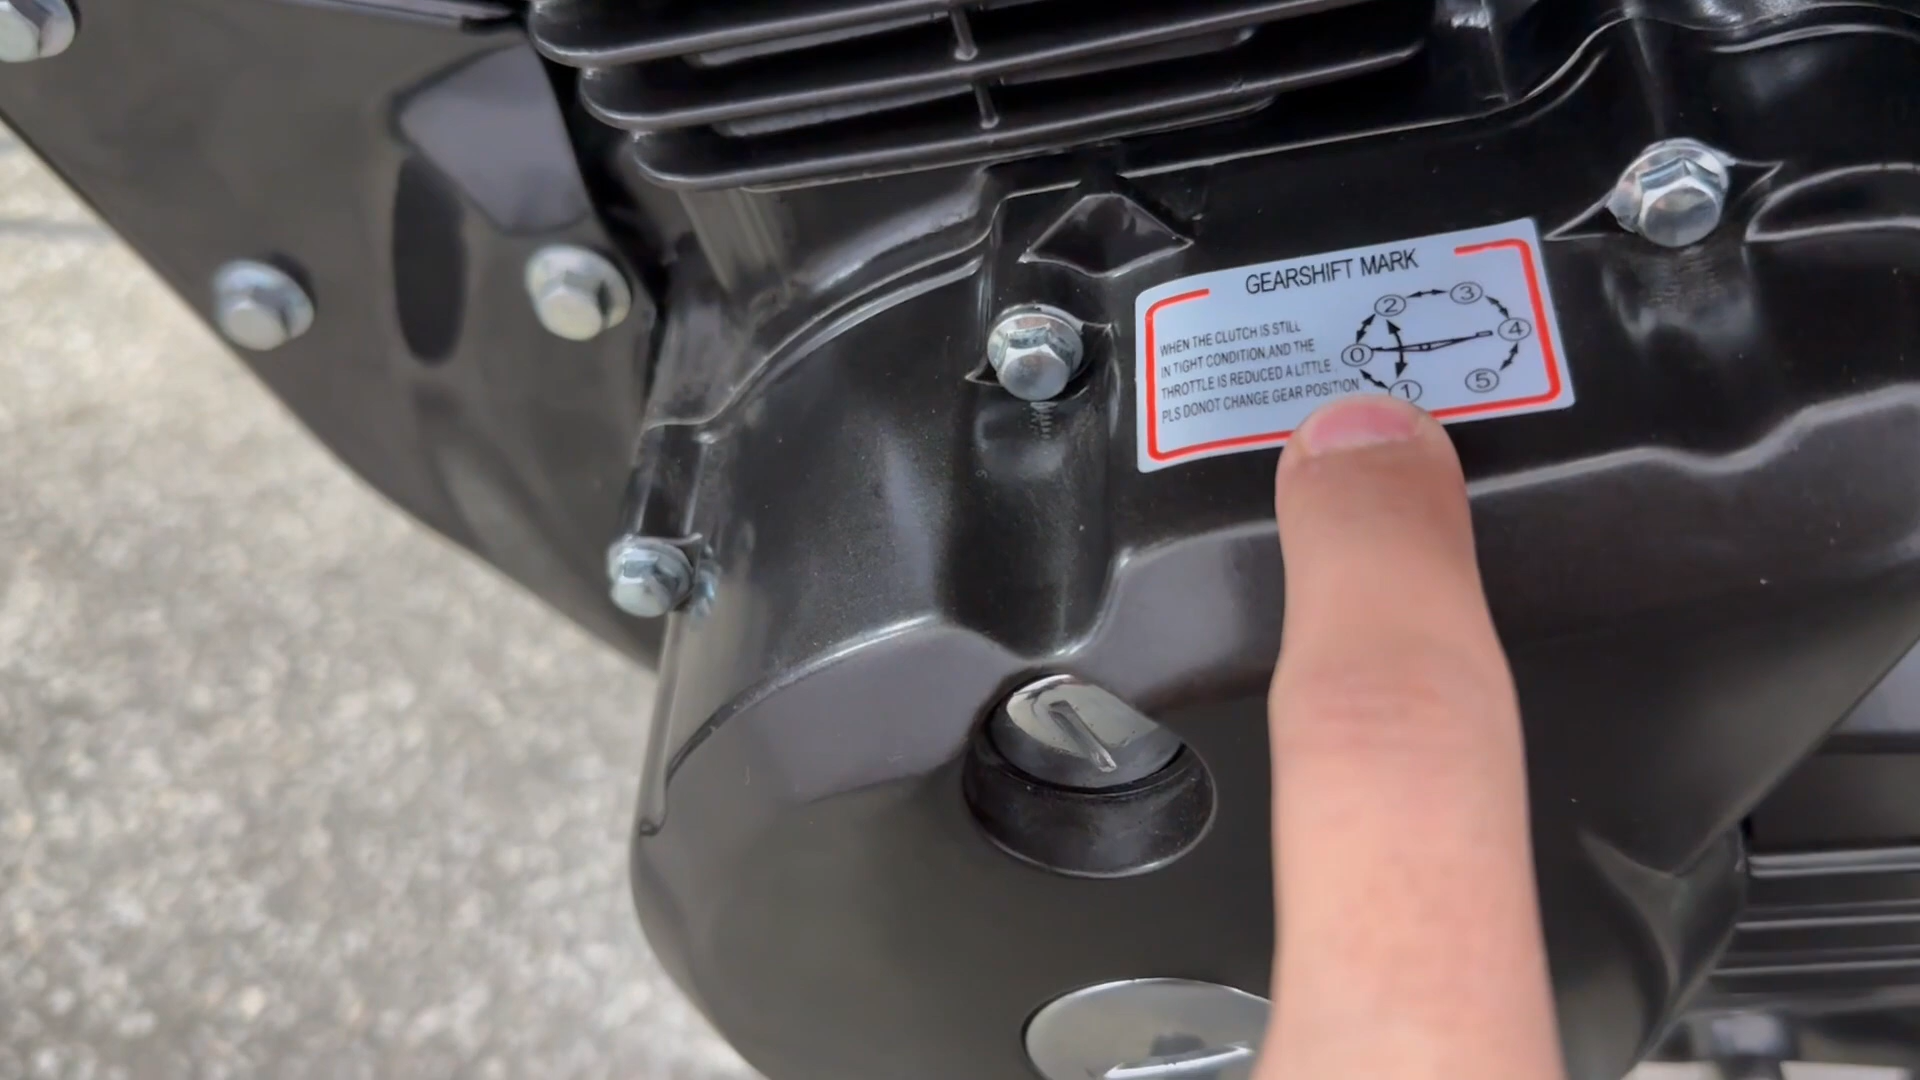 GEARSHIFT MARK
WHEN THE CLUTCH IS STILL
IN TIGHT CONDITION,AND THE
THROTTLE IS REDUCED A LITTLE .
PLS DONOT CHANGE GEAR POSITION
2 3
0 4
1 5